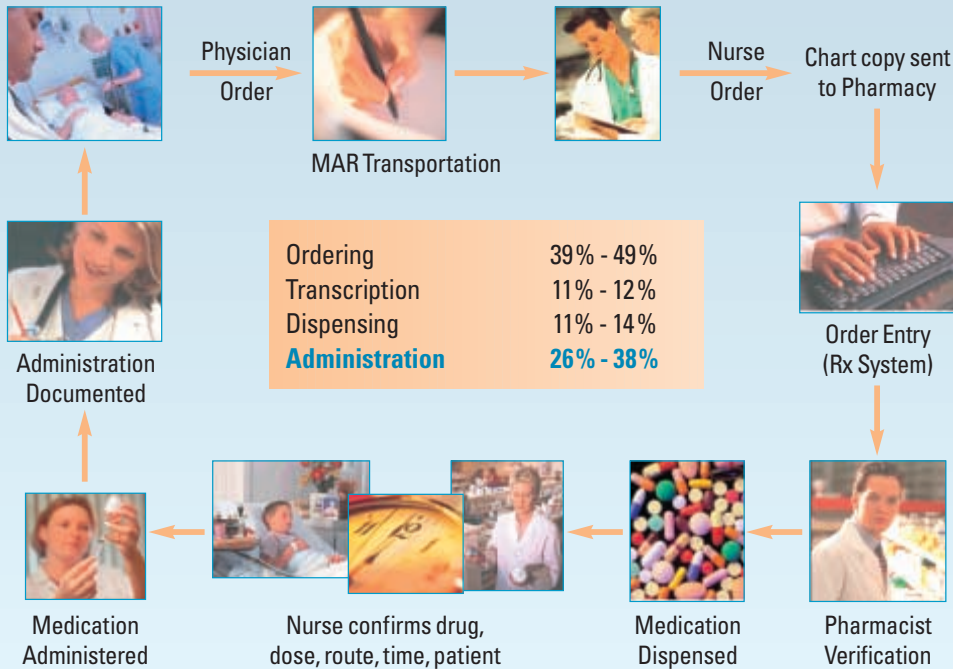 Physician
Order
Nurse
Order
Chart copy sent
to Pharmacy
MAR Transportation
Ordering 39% - 49%
Transcription 11% - 12%
Dispensing 11% - 14%
Administration 26% - 38%
Order Entry
(Rx System)
Administration
Documented
Medication
Administered
Nurse confirms drug,
dose, route, time, patient
Medication
Dispensed
Pharmacist
Verification